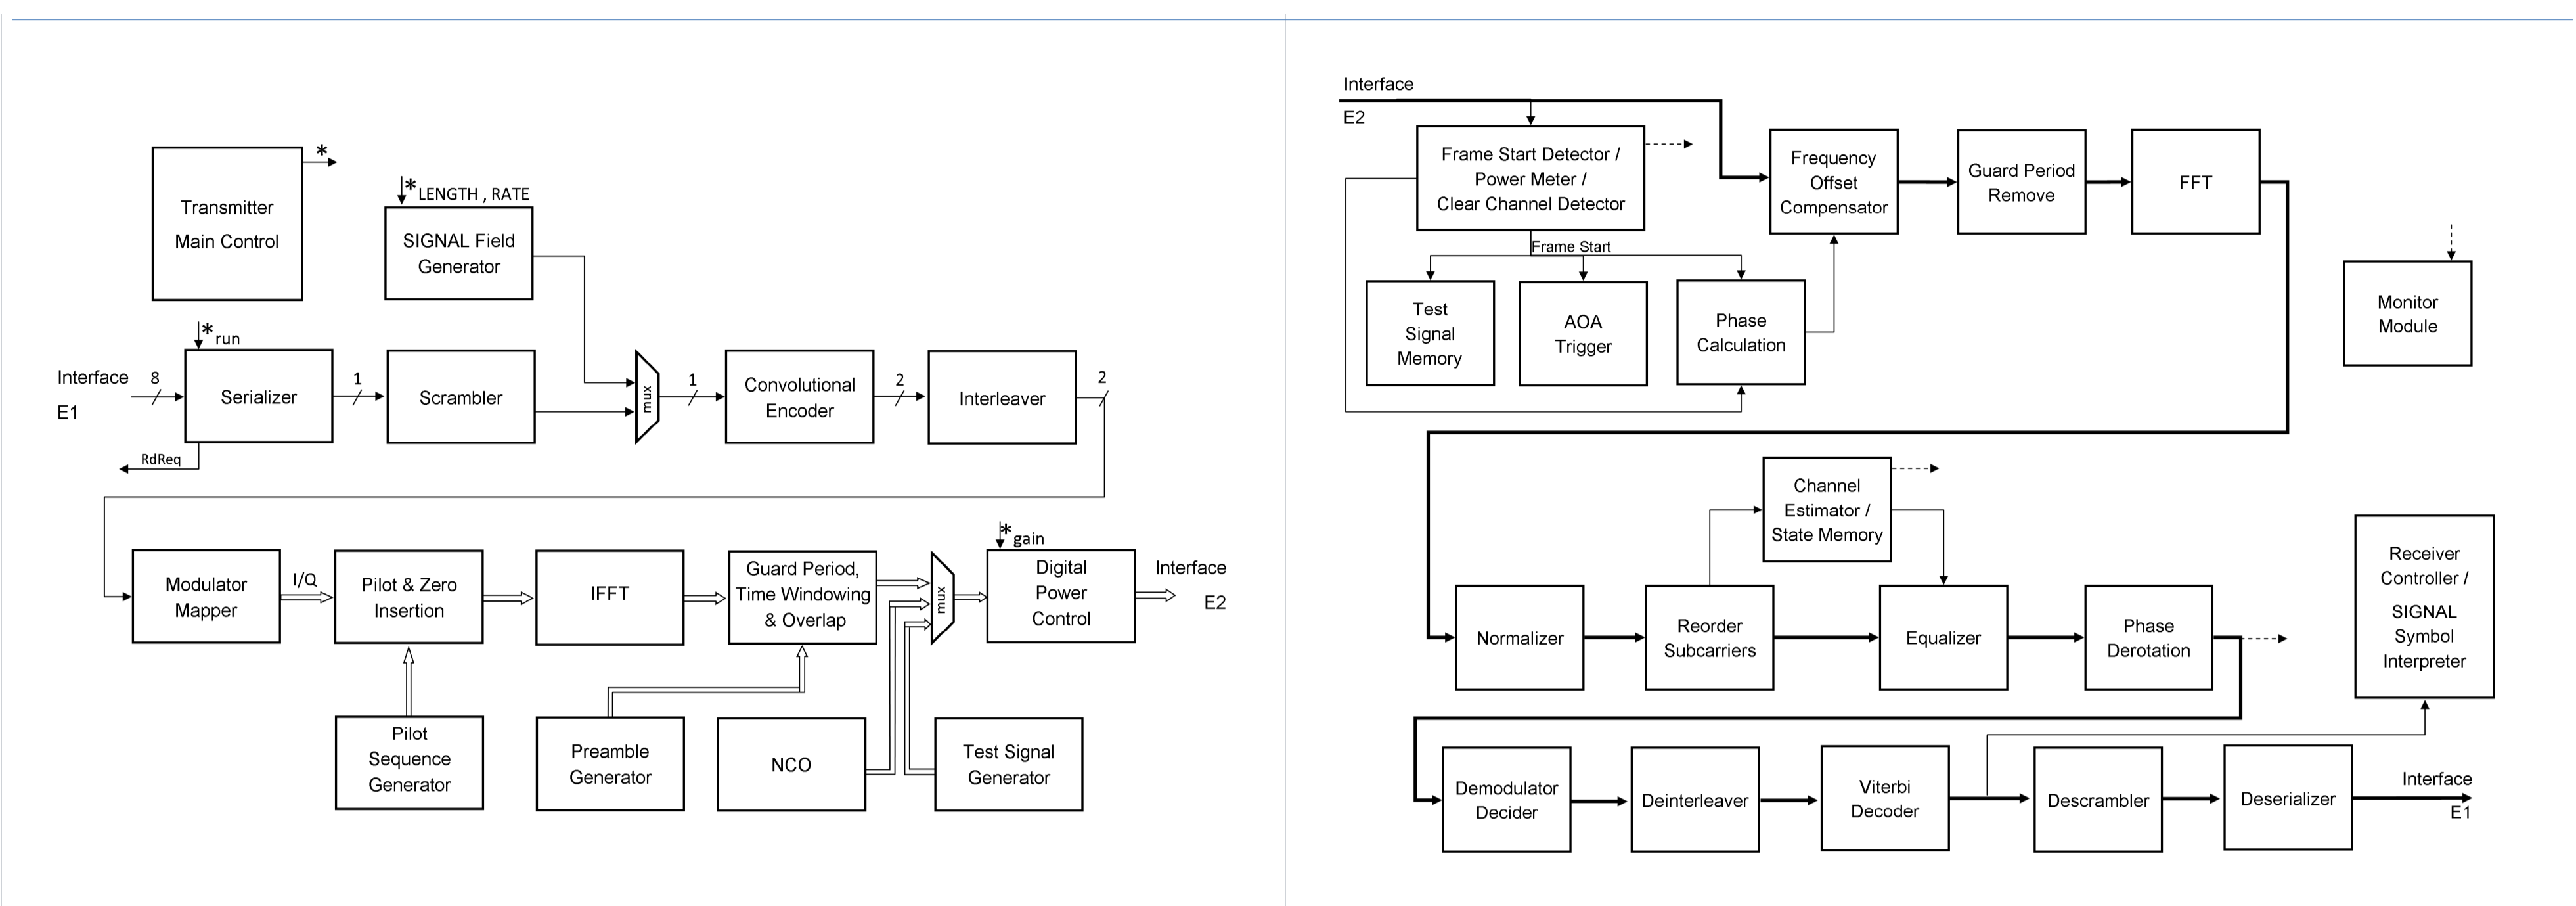 Transmitter
Main Control
*
* LENGTH , RATE
SIGNAL Field
Generator
* run
Interface
E1
8
Serializer
1
Scrambler
mux
1
Convolutional
Encoder
2
Interleaver
2
RdReq
Modulator
Mapper
I/Q
Pilot & Zero
Insertion
IFFT
Guard Period,
Time Windowing
& Overlap
mux
* gain
Digital
Power
Control
Interface
E2
Pilot
Sequence
Generator
Preamble
Generator
NCO
Test Signal
Generator
Interface
E2
Frame Start Detector /
Power Meter /
Clear Channel Detector
Frequency
Offset
Compensator
Guard Period
Remove
FFT
Frame Start
Test
Signal
Memory
AOA
Trigger
Phase
Calculation
Monitor
Module
Channel
Estimator /
State Memory
Normalizer
Reorder
Subcarriers
Equalizer
Phase
Derotation
Receiver
Controller /
SIGNAL
Symbol
Interpreter
Demodulator
Decider
Deinterleaver
Viterbi
Decoder
Descrambler
Deserializer
Interface
E1